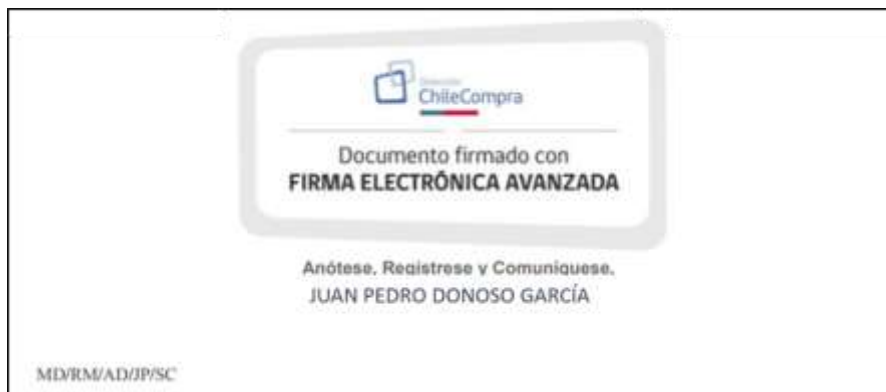 Dirección
ChileCompra
Documento firmado con
FIRMA ELECTRÓNICA AVANZADA
Anótese, Regístrese y Comuníquese,
JUAN PEDRO DONOSO GARCÍA
MD/RM/AD/JP/SC